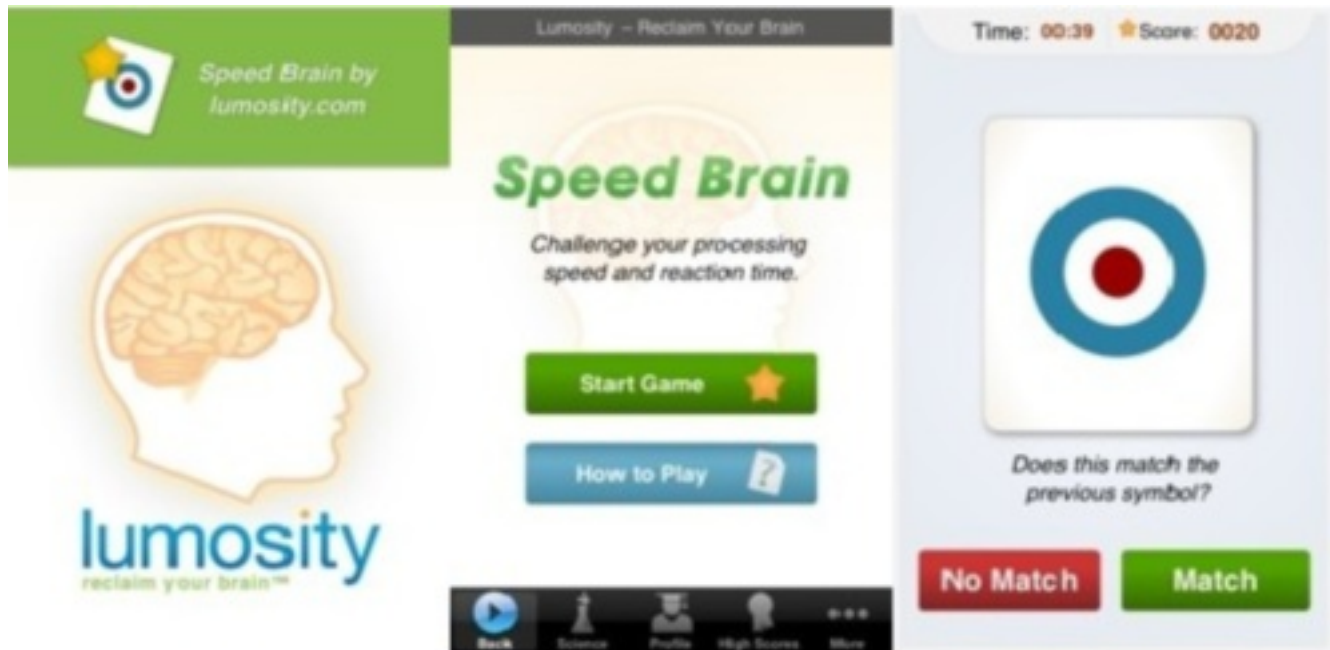 Speed Brain by
lumosity.com
lumosity
reclaim your brain™
Lumosity – Reclaim Your Brain
Speed Brain
Challenge your processing
speed and reaction time.
Start Game
How to Play
?
Back
Science
Profile
High Scores
More
Time: 00:39
Score: 0020
Does this match the
previous symbol?
No Match
Match